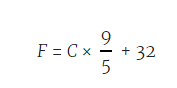 F = C × 9/5 + 32